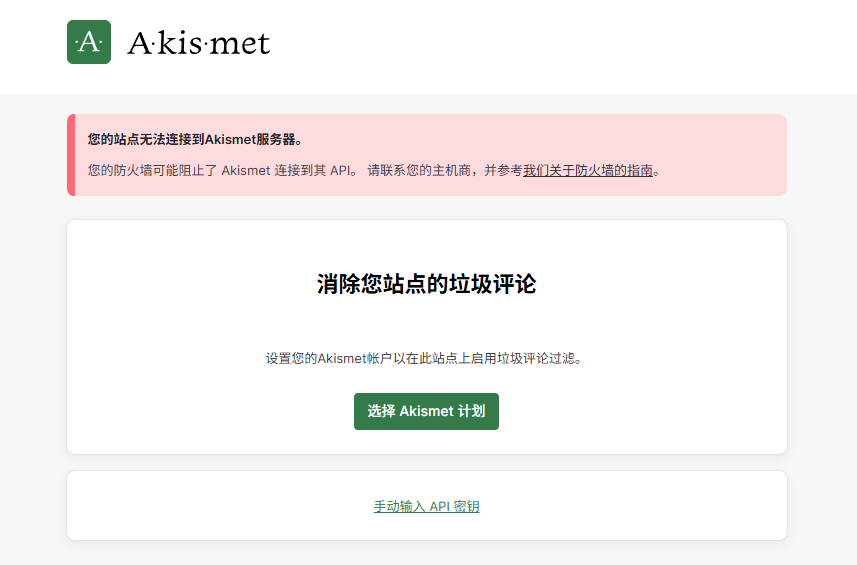 ·A· A·kis·met
您的站点无法连接到Akismet服务器。
您的防火墙可能阻止了 Akismet 连接到其 API。 请联系您的主机商，并参考我们关于防火墙的指南。
消除您站点的垃圾评论
设置您的Akismet帐户以在此站点上启用垃圾评论过滤。
选择 Akismet 计划
手动输入 API 密钥